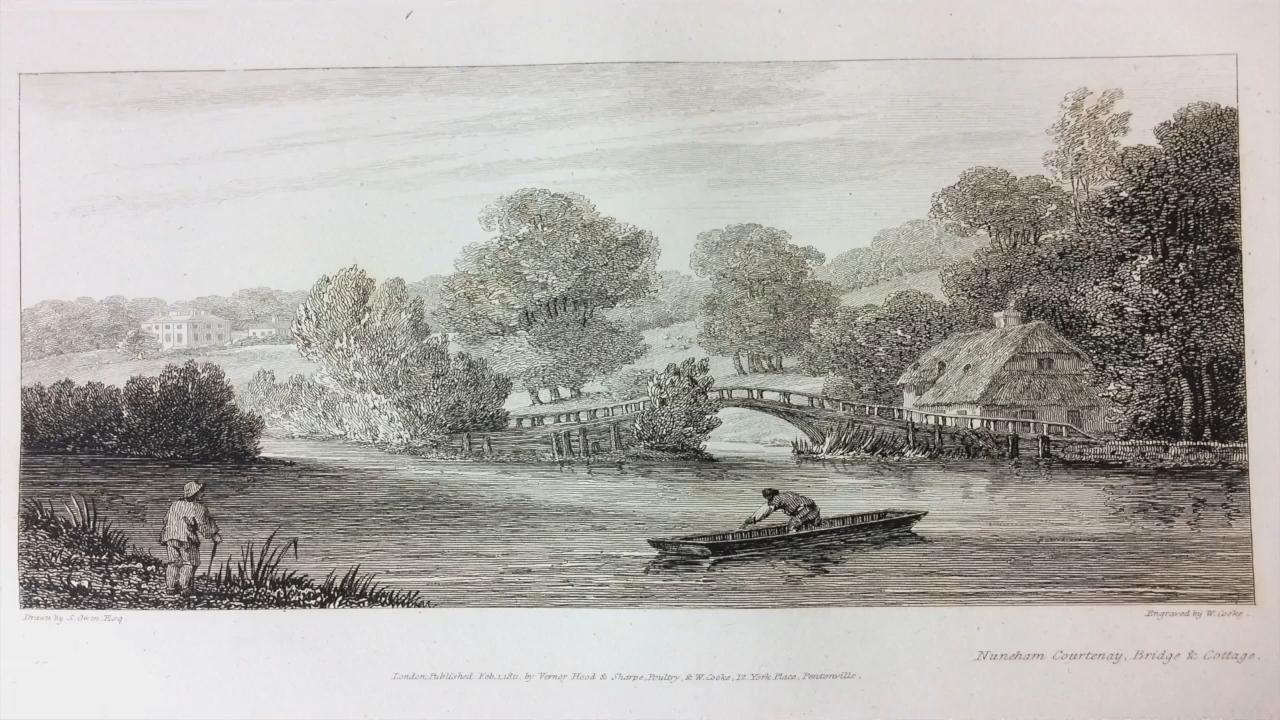 Drawn by S. Owen, Esq.
Engraved by W. Cooke.
Nuneham Courtenay, Bridge & Cottage.
London; Published Feb. 1, 1811, by Vernor Hood & Sharpe, Poultry, & W. Cooke, 12 York Place, Pentonville.